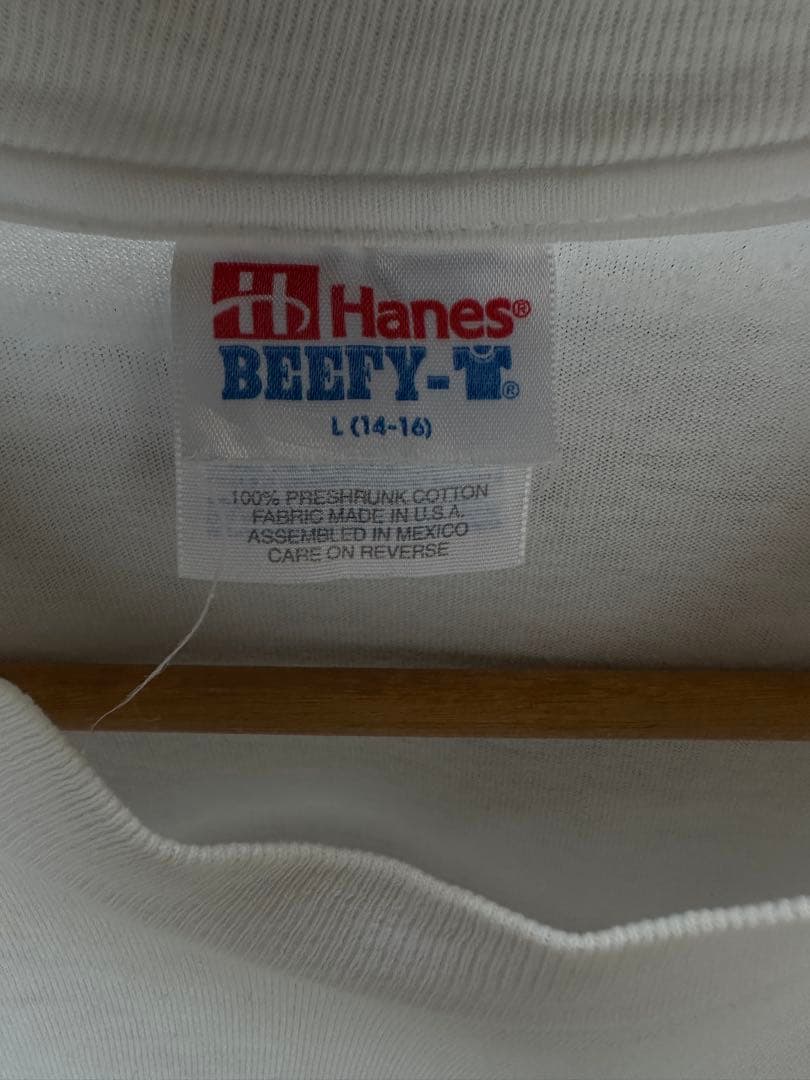 H Hanes®
BEEFY-T®
L (14-16)
100% PRESHRUNK COTTON
FABRIC MADE IN U.S.A.
ASSEMBLED IN MEXICO
CARE ON REVERSE